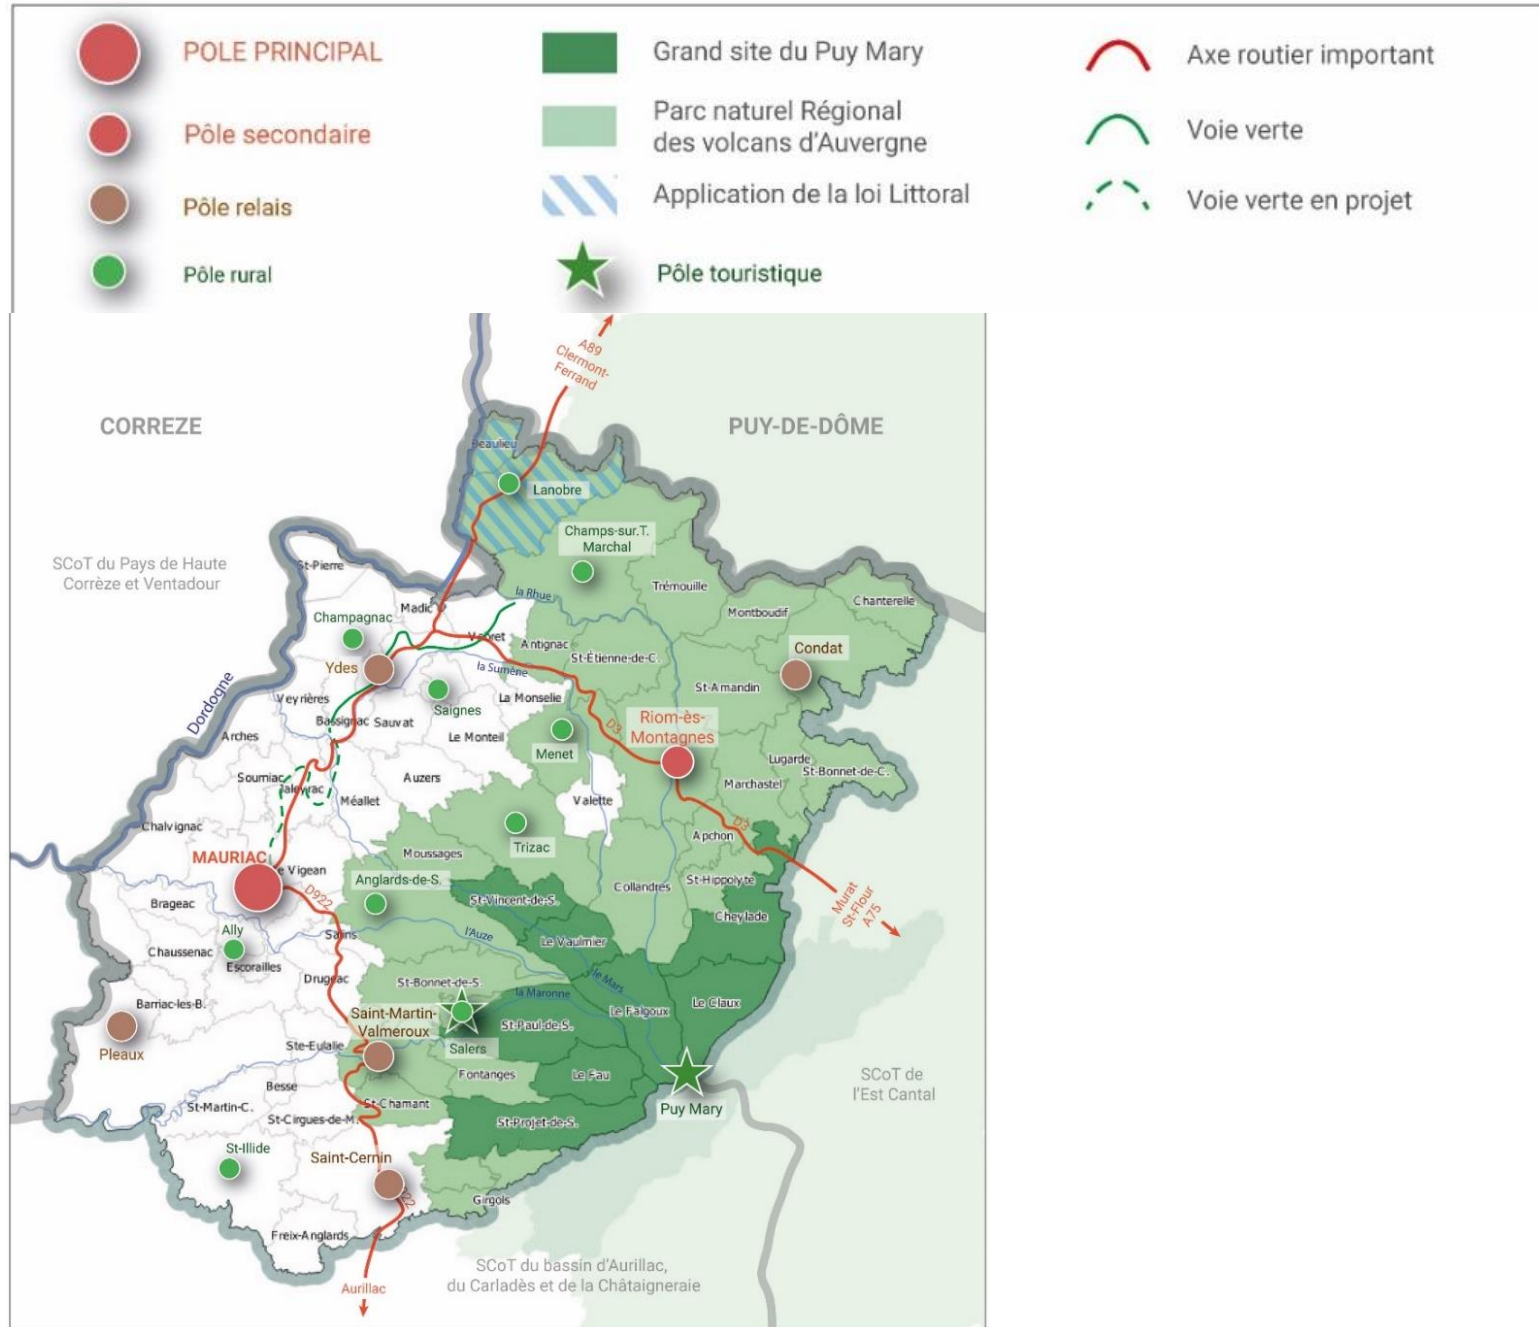 POLE PRINCIPAL
Pôle secondaire
Pôle relais
Pôle rural
Grand site du Puy Mary
Parc naturel Régional
des volcans d'Auvergne
Application de la loi Littoral
Pôle touristique
Axe routier important
Voie verte
Voie verte en projet
A89
Clermont-
Ferrand
CORREZE
PUY-DE-DÔME
Beaulieu
Lanobre
Champs-sur.T.
Marchal
SCoT du Pays de Haute
Corrèze et Ventadour
St-Pierre
Trémouille
la Rhue
Chanterelle
Madic
Montboudif
Champagnac
Vebret
Antignac
St-Étienne-de-C.
Condat
Ydes
la Sumène
St-Amandin
Dordogne
Veyrières
La Monselie
Saignes
Bassignac
Sauvat
D3
Riom-ès-
Montagnes
Arches
Le Monteil
Menet
Lugarde
St-Bonnet-de-C.
Soumiac
Jaleyrac
Auzers
Marchastel
Méallet
Valette
Chalvignac
D3
Apchon
Trizac
MAURIAC
Moussages
Le Vigean
Anglards-de-S.
St-Hippolyte
Collandres
D922
St-Vincent-de-S.
Murat
St-Flour
A75
Brageac
Cheylade
Ally
Salins
l'Auze
Le Vaulmier
Chaussenac
Escorailles
Drugeac
St-Bonnet-de-S.
le Mars
la Maronne
Barriac-les-B.
Le Claux
Saint-Martin-
Valmeroux
Le Falgoux
St-Paul-de-S.
Pleaux
Ste-Eulalie
Salers
Fontanges
Le Fau
SCoT de
l'Est Cantal
Besse
St-Martin-C.
St-Chamant
Puy Mary
St-Cirgues-de-M.
St-Projet-de-S.
St-Illide
Saint-Cernin
Girgols
Freix-Anglards
SCoT du bassin d'Aurillac,
du Carladès et de la Châtaigneraie
Aurillac